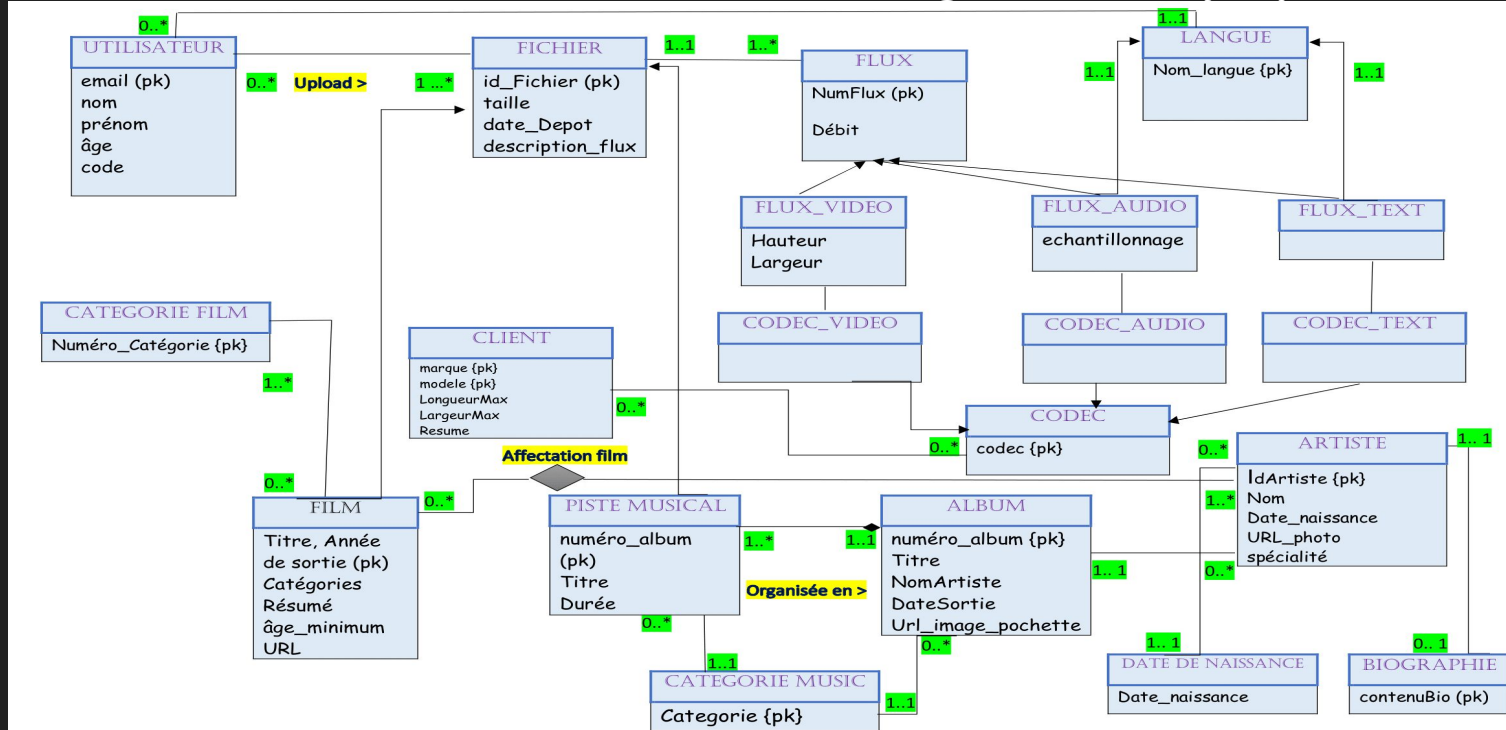 0..*
1..1
UTILISATEUR
email (pk)
nom
prénom
âge
code
0..*
Upload >
1 ...*
FICHIER
id_Fichier (pk)
taille
date_Depot
description_flux
1..1
1..*
FLUX
NumFlux (pk)
Débit
LANGUE
Nom_langue {pk}
1..1
1..1
FLUX_VIDEO
Hauteur
Largeur
FLUX_AUDIO
echantillonnage
FLUX_TEXT
CATEGORIE FILM
Numéro_Catégorie {pk}
1..*
CLIENT
marque {pk}
modele {pk}
LongueurMax
LargeurMax
Resume
0..*
CODEC_VIDEO
CODEC_AUDIO
CODEC_TEXT
CODEC
codec {pk}
0..*
Affectation film
0..*
0..*
FILM
Titre, Année
de sortie (pk)
Catégories
Résumé
âge_minimum
URL
PISTE MUSICAL
numéro_album
(pk)
Titre
Durée
1..*
1..1
Organisée en >
0..*
1..1
ALBUM
numéro_album {pk}
Titre
NomArtiste
DateSortie
Url_image_pochette
1.. 1
0..*
0..*
1..*
0..*
ARTISTE
IdArtiste {pk}
Nom
Date_naissance
URL_photo
spécialité
1.. 1
CATEGORIE MUSIC
Categorie {pk}
1..1
1.. 1
DATE DE NAISSANCE
Date_naissance
0.. 1
BIOGRAPHIE
contenuBio (pk)